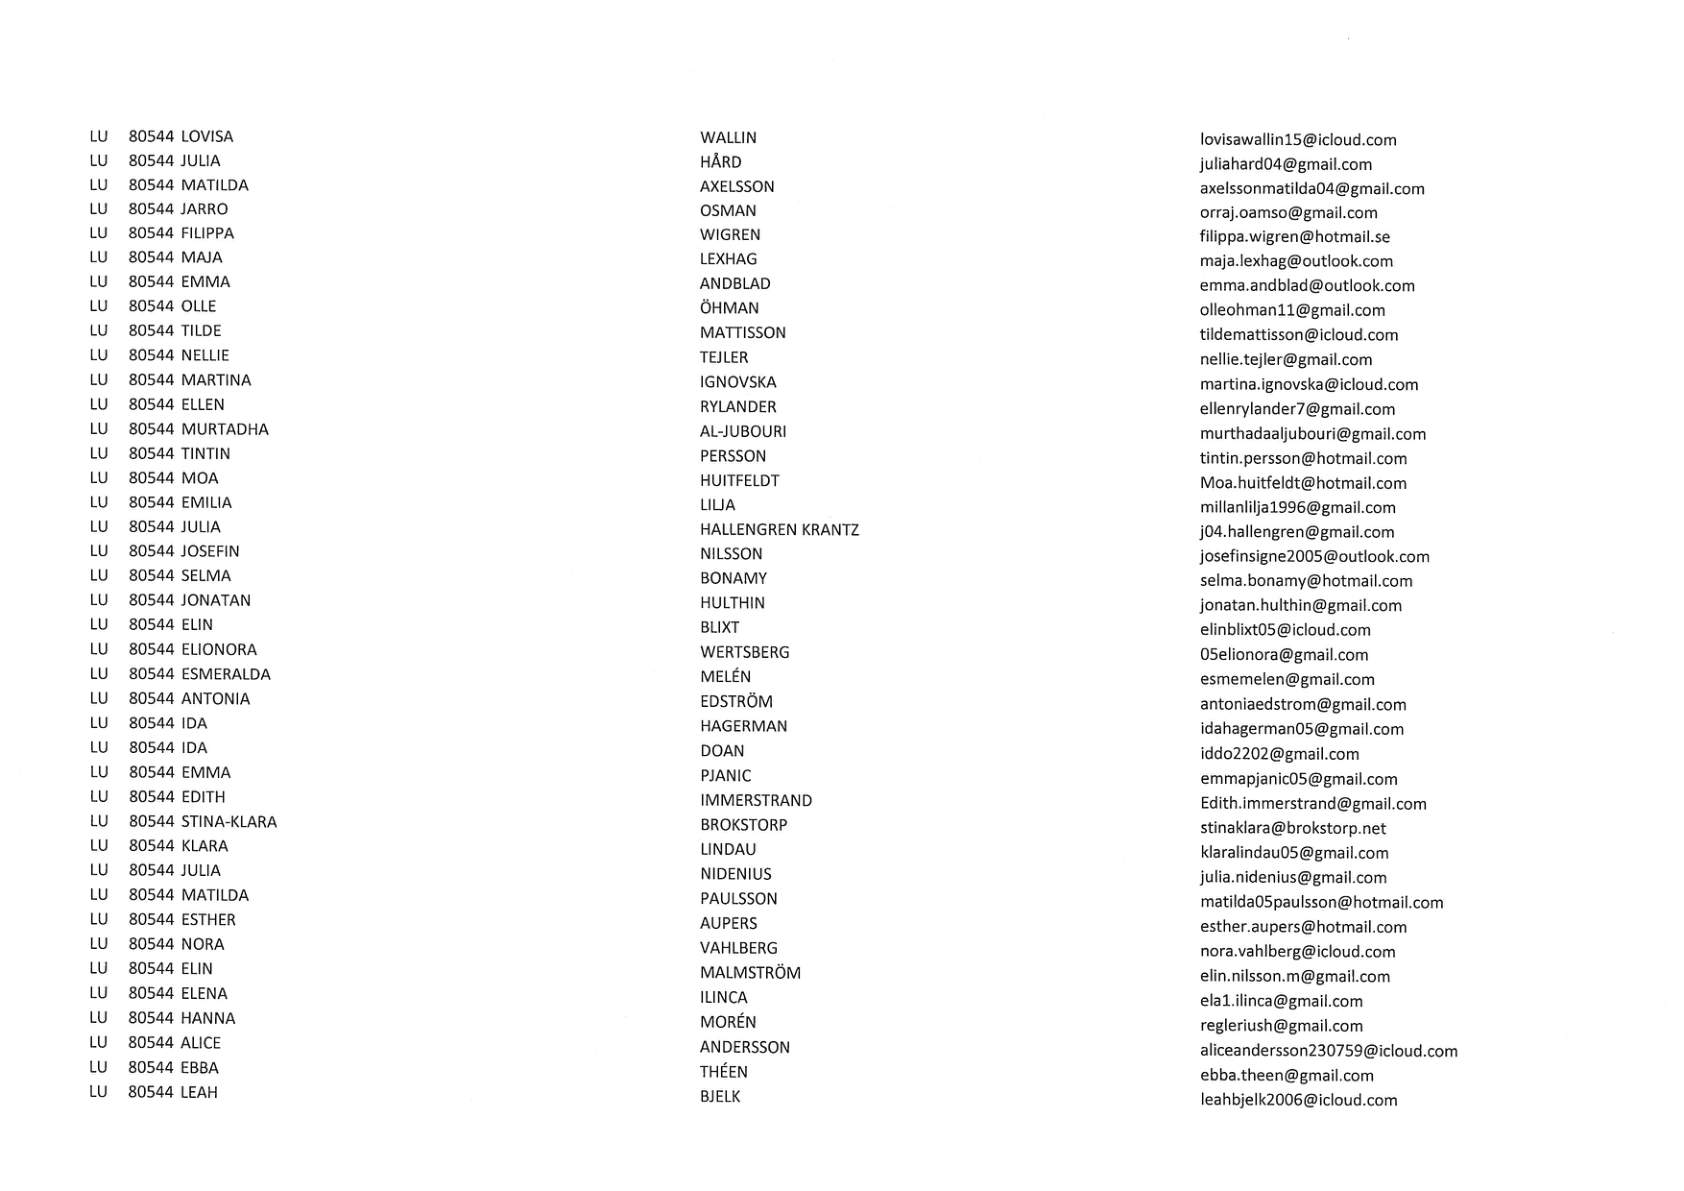 LU 80544 LOVISA WALLIN lovisawallin15@icloud.com
LU 80544 JULIA HÅRD juliahard04@gmail.com
LU 80544 MATILDA AXELSSON axelssonmatilda04@gmail.com
LU 80544 JARRO OSMAN orraj.oamso@gmail.com
LU 80544 FILIPPA WIGREN filippa.wigren@hotmail.se
LU 80544 MAJA LEXHAG maja.lexhag@outlook.com
LU 80544 EMMA ANDBLAD emma.andblad@outlook.com
LU 80544 OLLE ÖHMAN olleohman11@gmail.com
LU 80544 TILDE MATTISSON tildemattisson@icloud.com
LU 80544 NELLIE TEJLER nellie.tejler@gmail.com
LU 80544 MARTINA IGNOVSKA martina.ignovska@icloud.com
LU 80544 ELLEN RYLANDER ellenrylander7@gmail.com
LU 80544 MURTADHA AL-JUBOURI murthadaaljubouri@gmail.com
LU 80544 TINTIN PERSSON tintin.persson@hotmail.com
LU 80544 MOA HUITFELDT Moa.huitfeldt@hotmail.com
LU 80544 EMILIA LILJA millanlilja1996@gmail.com
LU 80544 JULIA HALLENGREN KRANTZ j04.hallengren@gmail.com
LU 80544 JOSEFIN NILSSON josefinsigne2005@outlook.com
LU 80544 SELMA BONAMY selma.bonamy@hotmail.com
LU 80544 JONATAN HULTHIN jonatan.hulthin@gmail.com
LU 80544 ELIN BLIXT elinblixt05@icloud.com
LU 80544 ELIONORA WERTSBERG 05elionora@gmail.com
LU 80544 ESMERALDA MELÉN esmemelen@gmail.com
LU 80544 ANTONIA EDSTRÖM antoniaedstrom@gmail.com
LU 80544 IDA HAGERMAN idahagerman05@gmail.com
LU 80544 IDA DOAN iddo2202@gmail.com
LU 80544 EMMA PJANIC emmapjanic05@gmail.com
LU 80544 EDITH IMMERSTRAND Edith.immerstrand@gmail.com
LU 80544 STINA-KLARA BROKSTORP stinaklara@brokstorp.net
LU 80544 KLARA LINDAU klaralindau05@gmail.com
LU 80544 JULIA NIDENIUS julia.nidenius@gmail.com
LU 80544 MATILDA PAULSSON matilda05paulsson@hotmail.com
LU 80544 ESTHER AUPERS esther.aupers@hotmail.com
LU 80544 NORA VAHLBERG nora.vahlberg@icloud.com
LU 80544 ELIN MALMSTRÖM elin.nilsson.m@gmail.com
LU 80544 ELENA ILINCA ela1.ilinca@gmail.com
LU 80544 HANNA MORÉN regleriush@gmail.com
LU 80544 ALICE ANDERSSON aliceandersson230759@icloud.com
LU 80544 EBBA THÉEN ebba.theen@gmail.com
LU 80544 LEAH BJELK leahbjelk2006@icloud.com